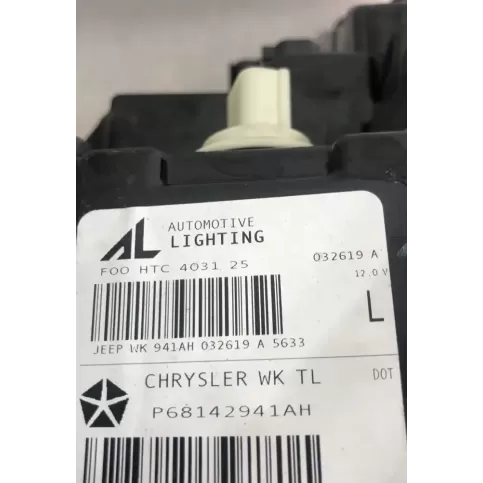 AL AUTOMOTIVE
LIGHTING
FOO HTC 4031 25 032619 A
12.0 V
L
JEEP WK 941AH 032619 A 5633
CHRYSLER WK TL DOT
P68142941AH